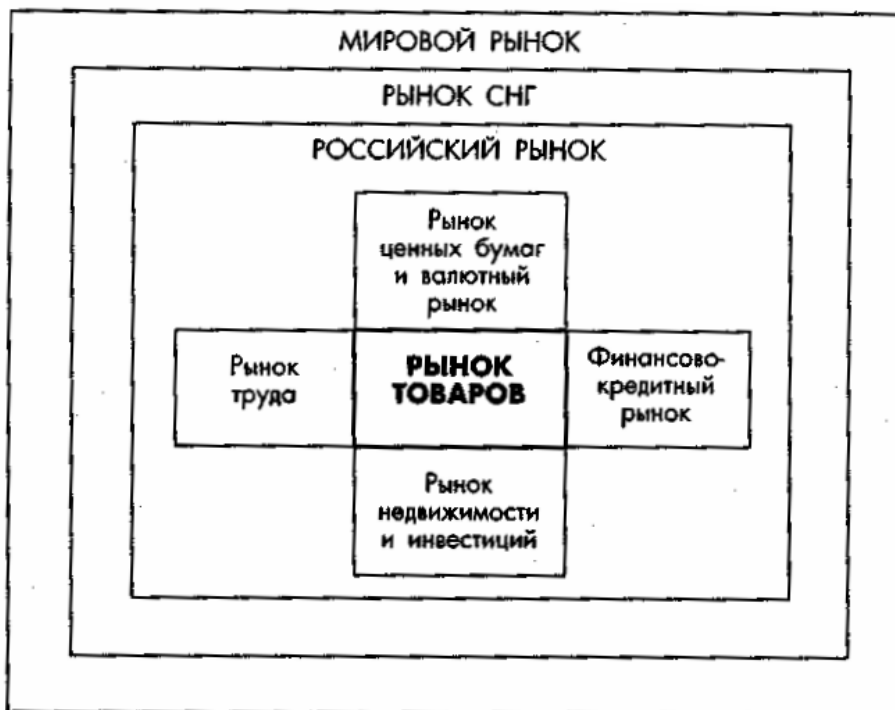 МИРОВОЙ РЫНОК
РЫНОК СНГ
РОССИЙСКИЙ РЫНОК
Рынок
ценных бумаг
и валютный
рынок
Рынок
труда
РЫНОК
ТОВАРОВ
Финансово-
кредитный
рынок
Рынок
недвижимости
и инвестиций